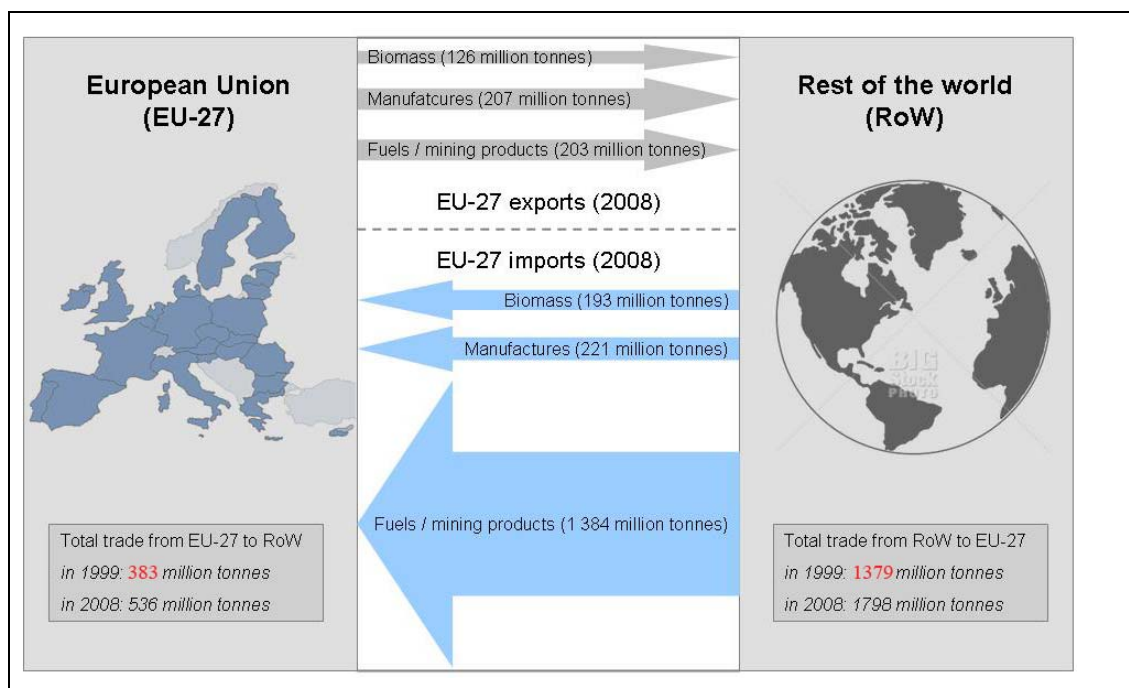 European Union
(EU-27)
Biomass (126 million tonnes)
Manufatcures (207 million tonnes)
Fuels / mining products (203 million tonnes)
EU-27 exports (2008)
EU-27 imports (2008)
Biomass (193 million tonnes)
Manufactures (221 million tonnes)
Fuels / mining products (1 384 million tonnes)
Rest of the world
(RoW)
BIG
Stock
PHOTO
Total trade from EU-27 to RoW
in 1999: 383 million tonnes
in 2008: 536 million tonnes
Total trade from RoW to EU-27
in 1999: 1379 million tonnes
in 2008: 1798 million tonnes